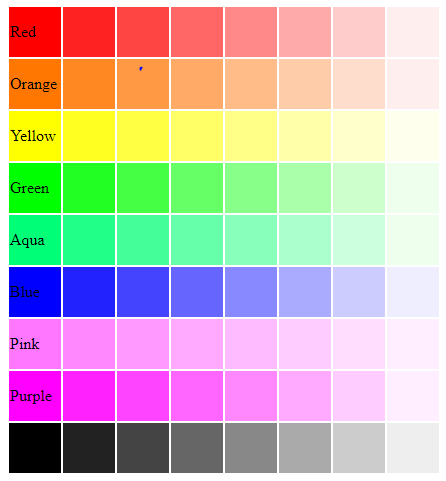 Red
Orange
Yellow
Green
Aqua
Blue
Pink
Purple